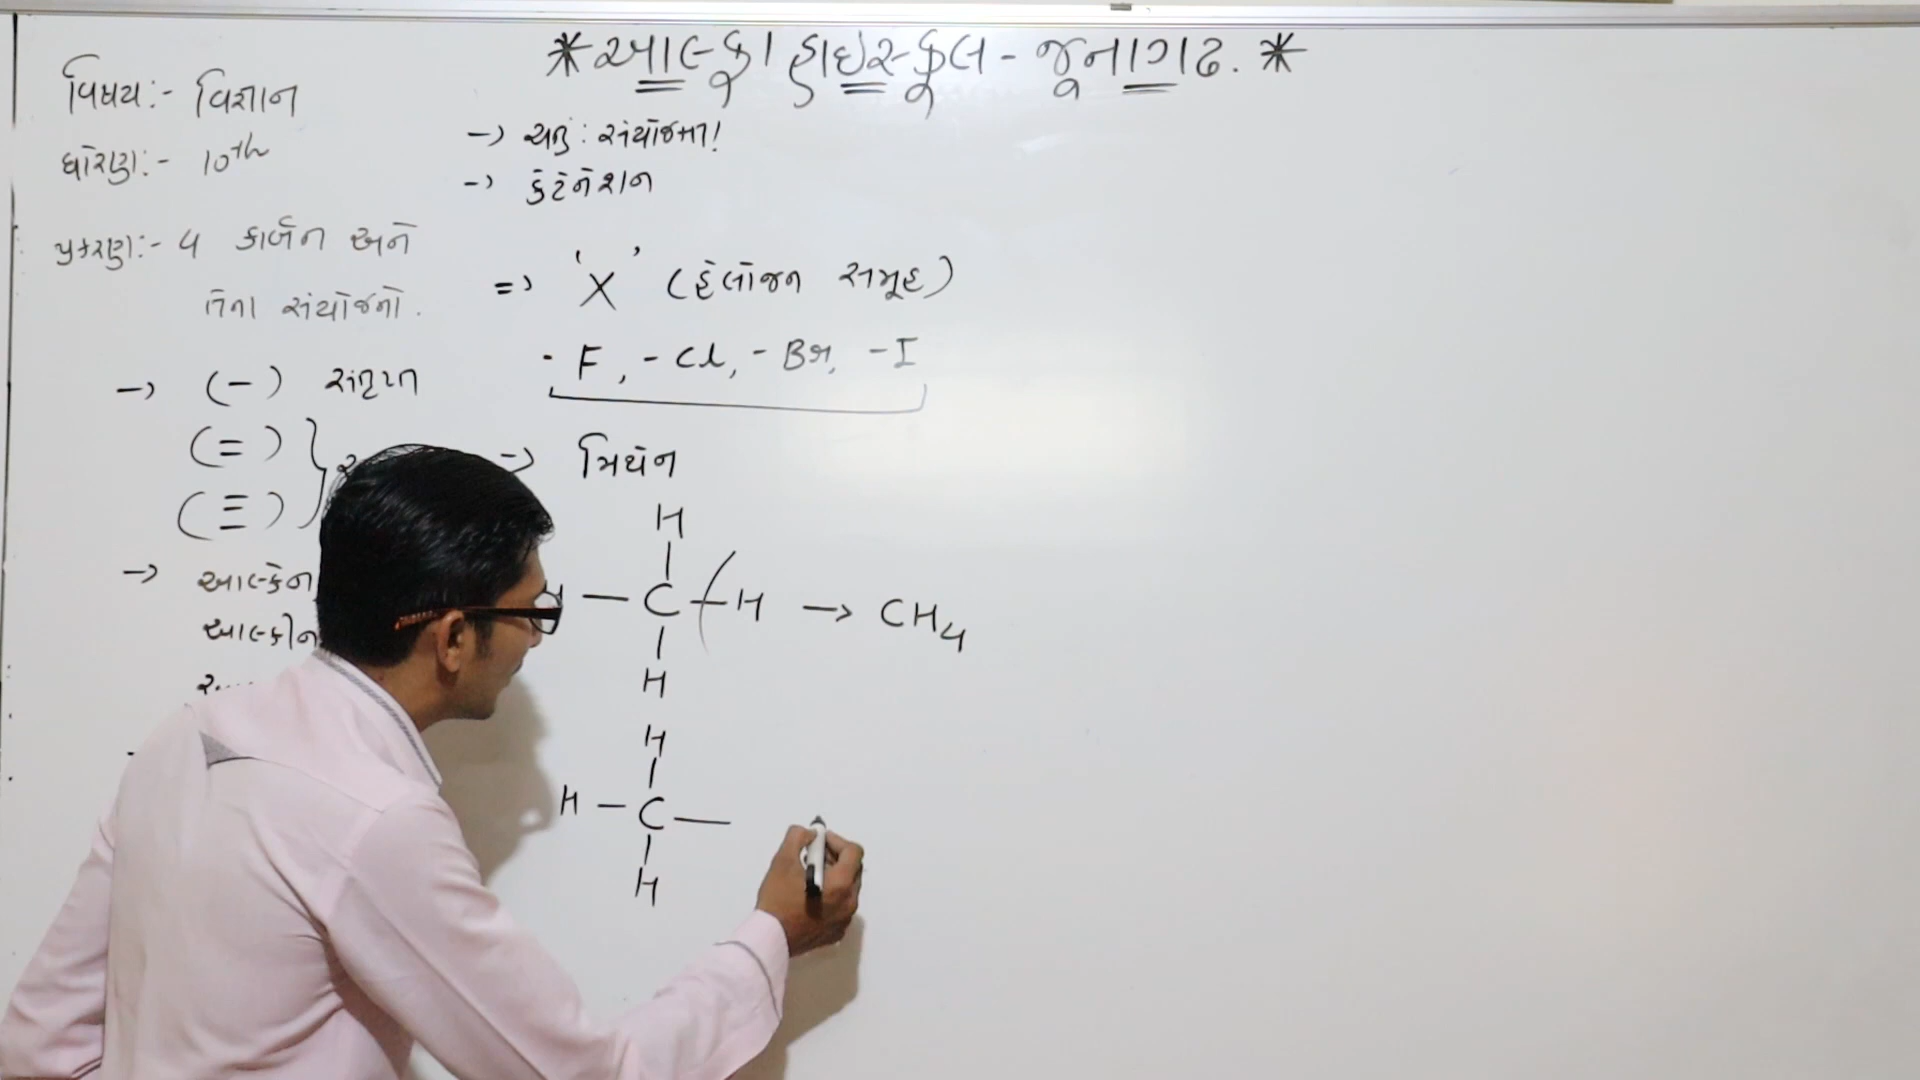 * આલ્ફા હાઇસ્કુલ - જૂનાગઢ. *
વિષય:- વિજ્ઞાન
ધોરણ:- 10th
પ્રકરણ:- 4 કાર્બન અને
તેના સંયોજનો.
-> (-) સંતૃપ્ત
(=)
(≡)
-> આલ્કેન
આલ્કીન
-> ચતુ: સંયોજકતા!
-> કેટેનેશન
=> 'X' (હેલોજન સમૂહ)
- F, - Cl, - Br, - I
-> મિથેન
H
|
— C — H -> CH4
|
H
H
|
H — C —
|
H